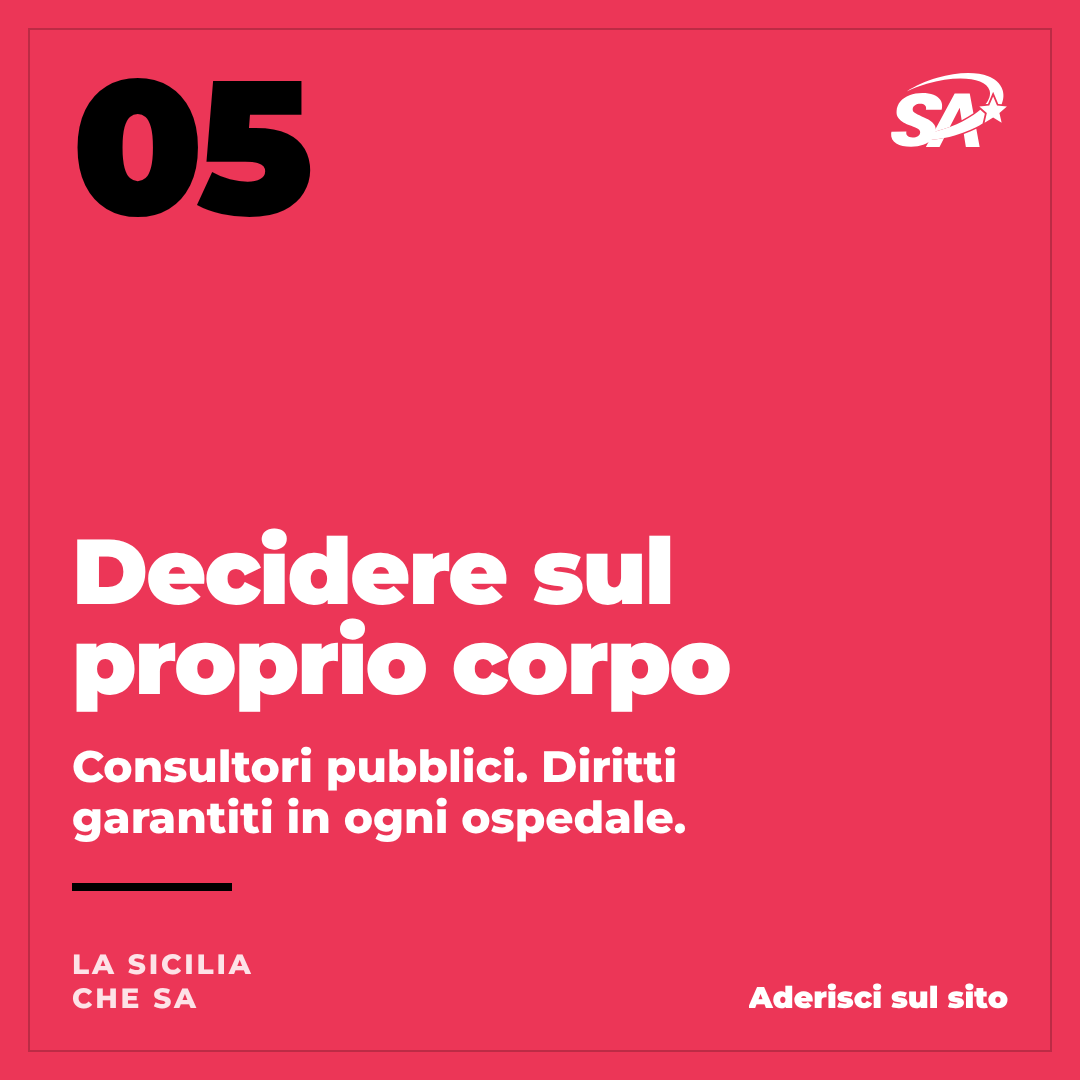 05
SA
Decidere sul
proprio corpo
Consultori pubblici. Diritti
garantiti in ogni ospedale.
LA SICILIA
CHE SA
Aderisci sul sito